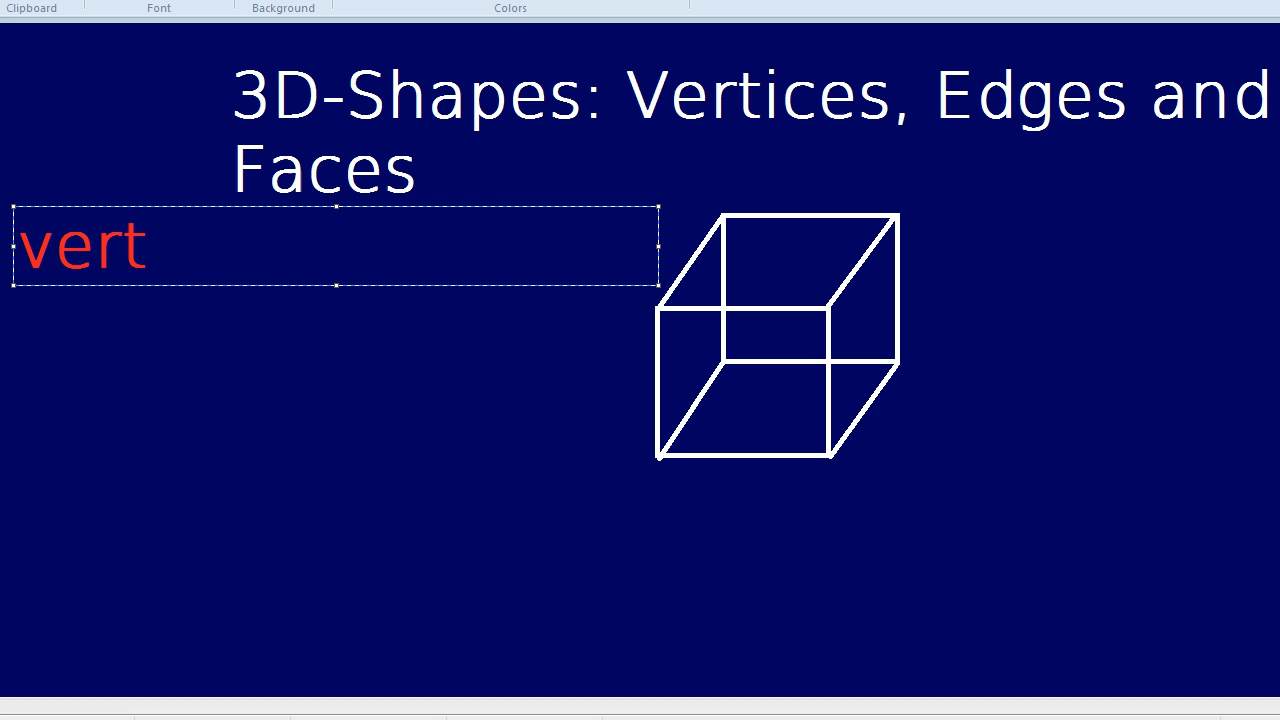 Clipboard Font Background Colors
3D-Shapes: Vertices, Edges and
Faces
vert